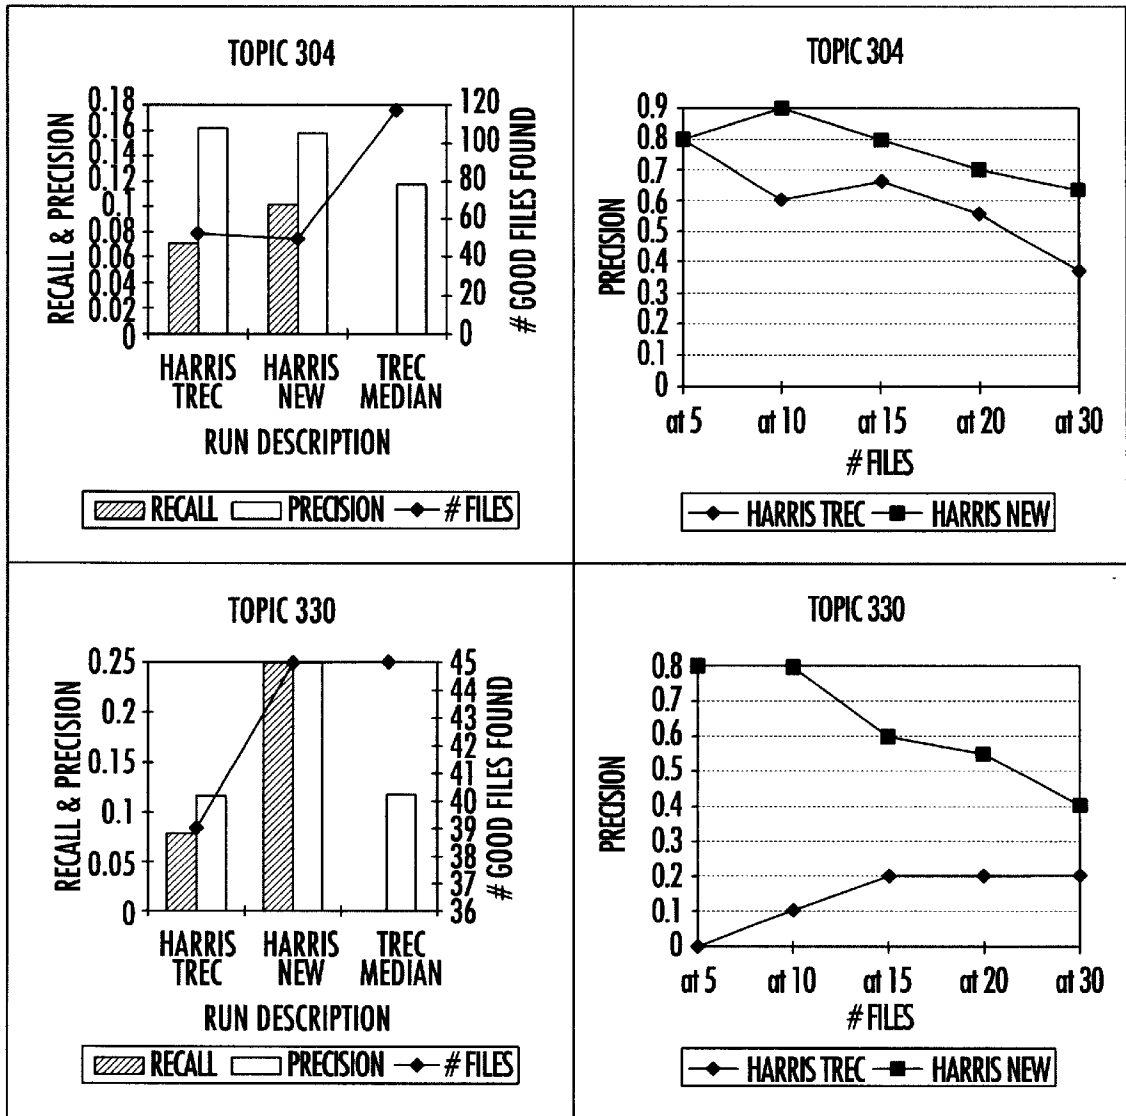 TOPIC 304
RECALL & PRECISION
0.18
0.16
0.14
0.12
0.1
0.08
0.06
0.04
0.02
0
120
100
80
60
40
20
0
# GOOD FILES FOUND
HARRIS TREC
HARRIS NEW
TREC MEDIAN
RUN DESCRIPTION
RECALL PRECISION # FILES
TOPIC 304
PRECISION
0.9
0.8
0.7
0.6
0.5
0.4
0.3
0.2
0.1
0
at 5 at 10 at 15 at 20 at 30
# FILES
HARRIS TREC HARRIS NEW
TOPIC 330
RECALL & PRECISION
0.25
0.2
0.15
0.1
0.05
0
45
44
43
42
41
40
39
38
37
36
# GOOD FILES FOUND
HARRIS TREC
HARRIS NEW
TREC MEDIAN
RUN DESCRIPTION
RECALL PRECISION # FILES
TOPIC 330
PRECISION
0.8
0.7
0.6
0.5
0.4
0.3
0.2
0.1
0
at 5 at 10 at 15 at 20 at 30
# FILES
HARRIS TREC HARRIS NEW